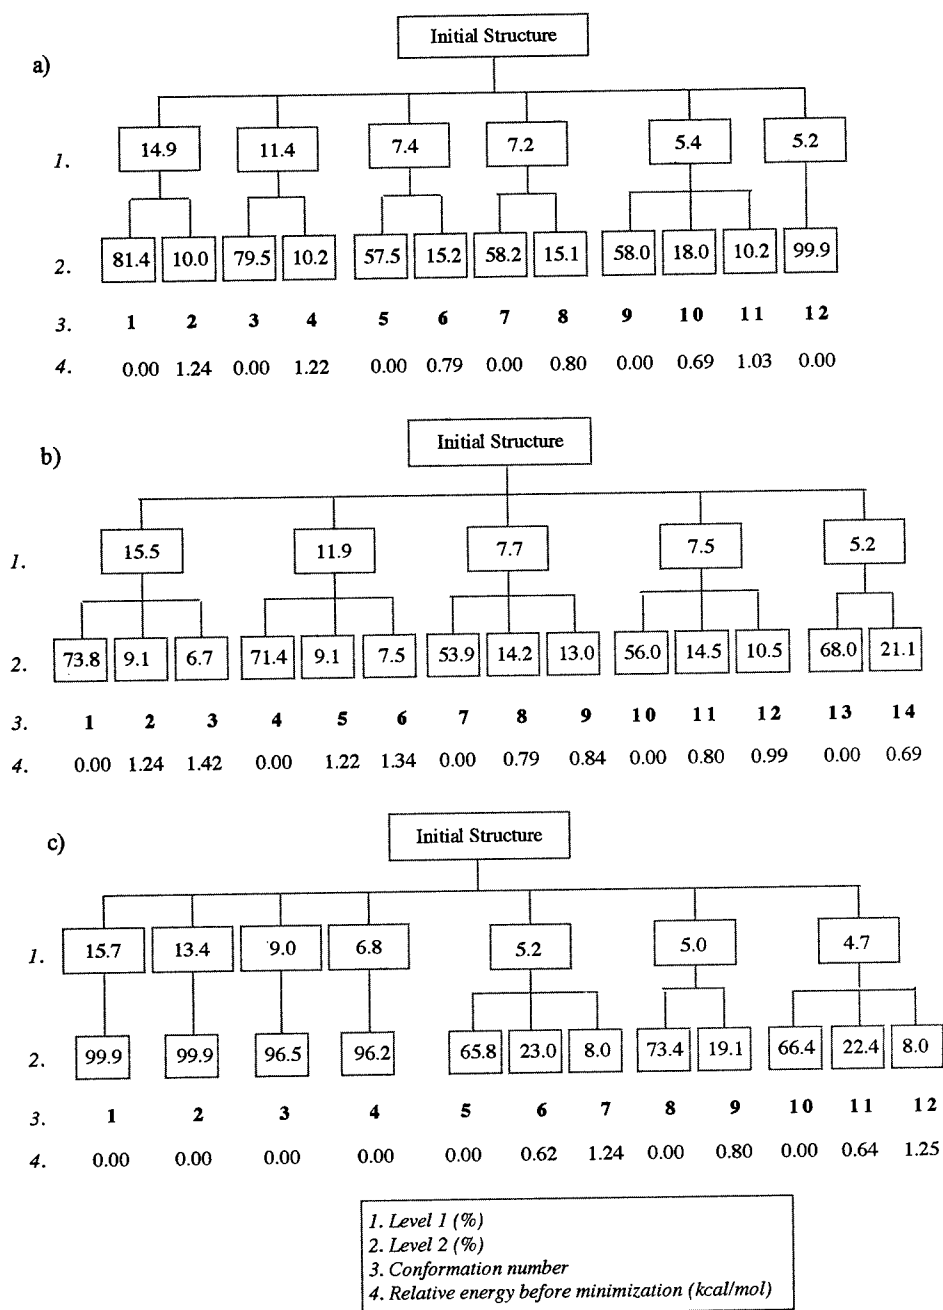 a)
Initial Structure
1. 14.9 11.4 7.4 7.2 5.4 5.2
2. 81.4 10.0 79.5 10.2 57.5 15.2 58.2 15.1 58.0 18.0 10.2 99.9
3. 1 2 3 4 5 6 7 8 9 10 11 12
4. 0.00 1.24 0.00 1.22 0.00 0.79 0.00 0.80 0.00 0.69 1.03 0.00
b)
Initial Structure
1. 15.5 11.9 7.7 7.5 5.2
2. 73.8 9.1 6.7 71.4 9.1 7.5 53.9 14.2 13.0 56.0 14.5 10.5 68.0 21.1
3. 1 2 3 4 5 6 7 8 9 10 11 12 13 14
4. 0.00 1.24 1.42 0.00 1.22 1.34 0.00 0.79 0.84 0.00 0.80 0.99 0.00 0.69
c)
Initial Structure
1. 15.7 13.4 9.0 6.8 5.2 5.0 4.7
2. 99.9 99.9 96.5 96.2 65.8 23.0 8.0 73.4 19.1 66.4 22.4 8.0
3. 1 2 3 4 5 6 7 8 9 10 11 12
4. 0.00 0.00 0.00 0.00 0.00 0.62 1.24 0.00 0.80 0.00 0.64 1.25
1. Level 1 (%)
2. Level 2 (%)
3. Conformation number
4. Relative energy before minimization (kcal/mol)